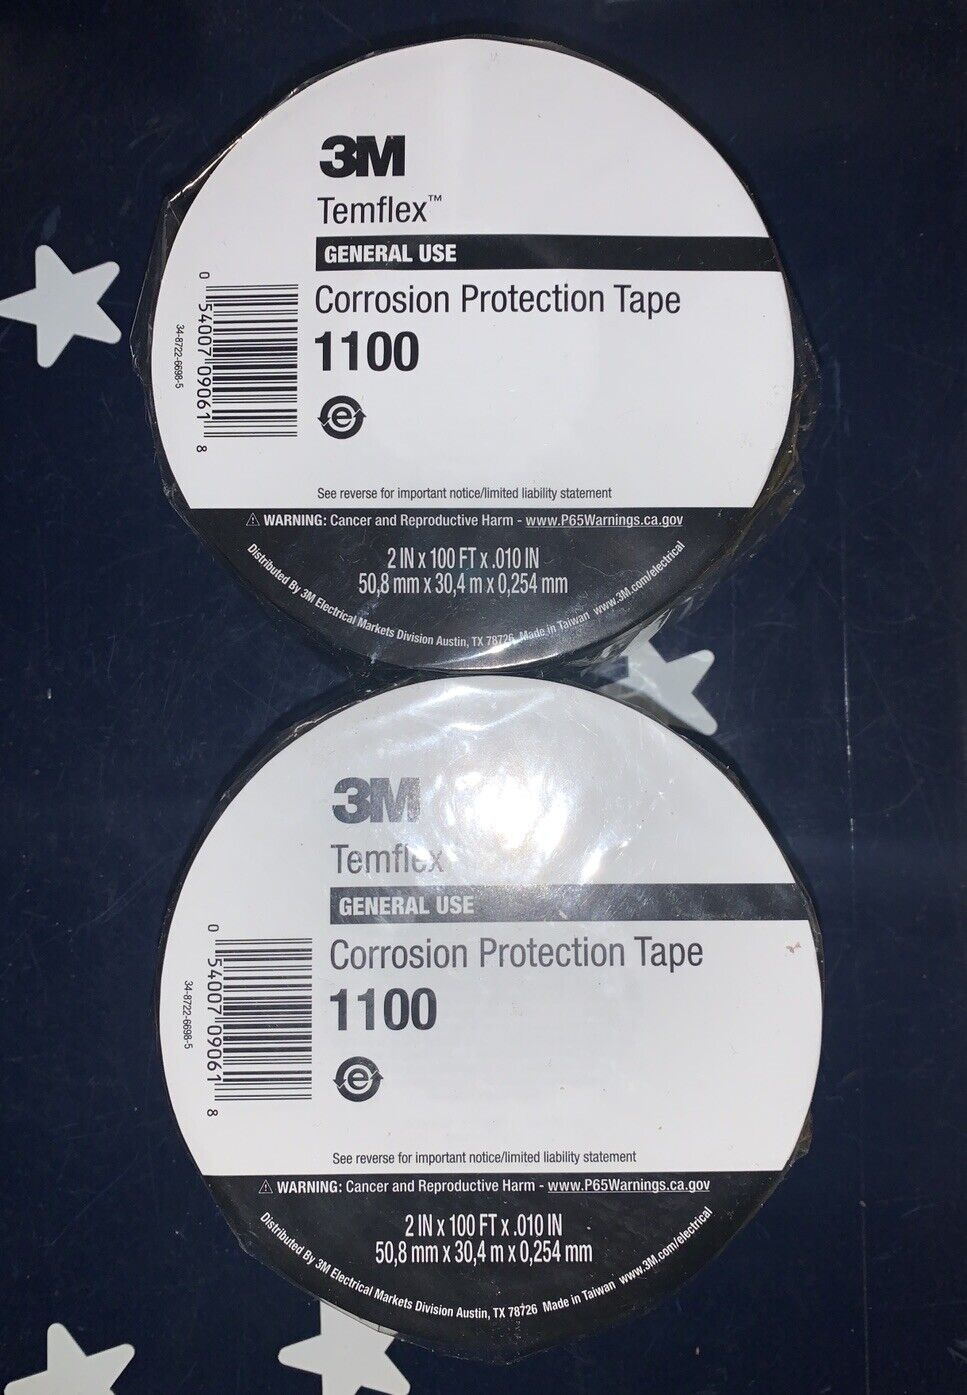 3M
Temflex™
GENERAL USE
Corrosion Protection Tape
1100
e
0 54007 09061 8
34-8722-6698-5
See reverse for important notice/limited liability statement
⚠ WARNING: Cancer and Reproductive Harm - www.P65Warnings.ca.gov
2 IN x 100 FT x .010 IN
50,8 mm x 30,4 m x 0,254 mm
Distributed By 3M Electrical Markets Division Austin, TX 78726 Made in Taiwan www.3M.com/electrical
3M
Temflex
GENERAL USE
Corrosion Protection Tape
1100
e
0 54007 09061 8
34-8722-6698-5
See reverse for important notice/limited liability statement
⚠ WARNING: Cancer and Reproductive Harm - www.P65Warnings.ca.gov
2 IN x 100 FT x .010 IN
50,8 mm x 30,4 m x 0,254 mm
Distributed By 3M Electrical Markets Division Austin, TX 78726 Made in Taiwan www.3M.com/electrical